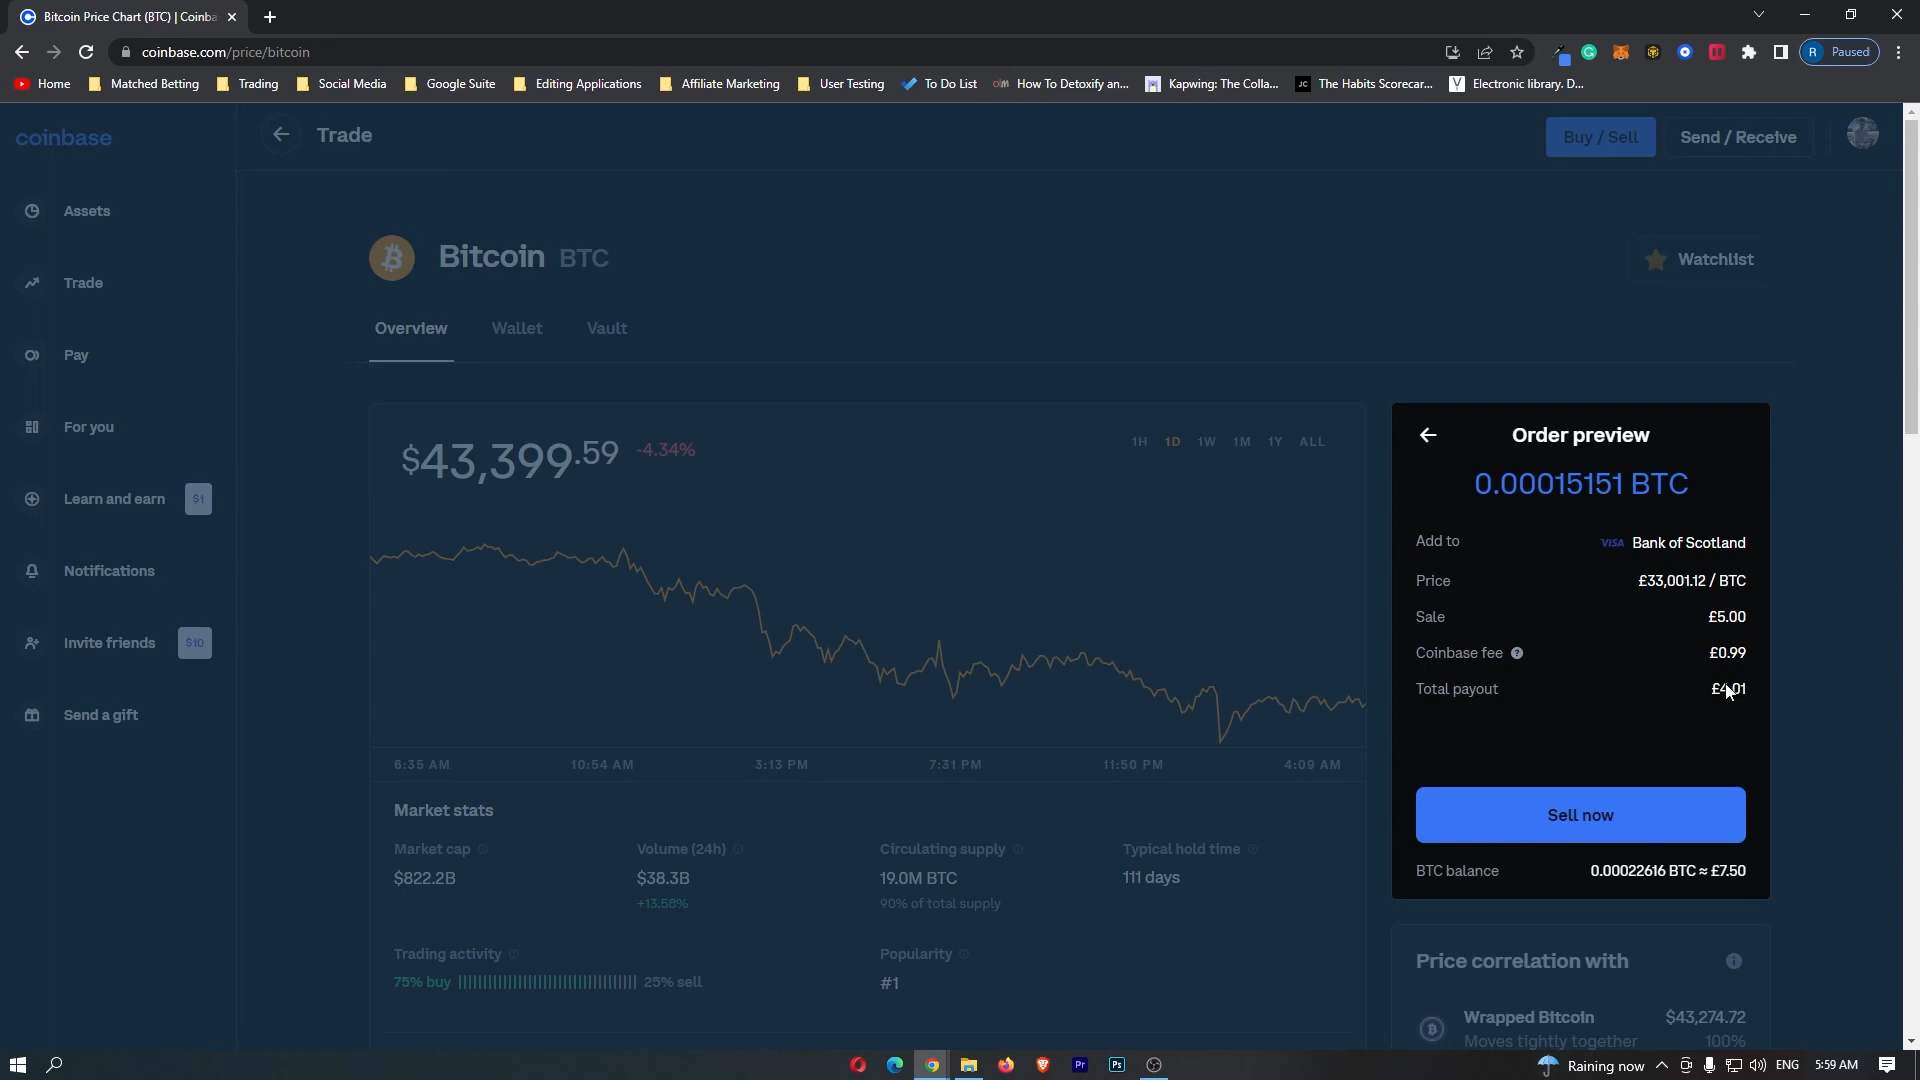 Bitcoin Price Chart (BTC) | Coinba
coinbase.com/price/bitcoin
R Paused
Home Matched Betting Trading Social Media Google Suite Editing Applications Affiliate Marketing User Testing To Do List How To Detoxify an... Kapwing: The Colla... JC The Habits Scorecar... Electronic library. D...
coinbase
Trade
Buy / Sell
Send / Receive
Assets
Trade
Pay
For you
Learn and earn $1
Notifications
Invite friends $10
Send a gift
Bitcoin BTC
Watchlist
Overview Wallet Vault
$43,399.59 -4.34%
1H 1D 1W 1M 1Y ALL
6:35 AM 10:54 AM 3:13 PM 7:31 PM 11:50 PM 4:09 AM
Market stats
Market cap Volume (24h) Circulating supply Typical hold time
$822.2B $38.3B 19.0M BTC 111 days
+13.58% 90% of total supply
Trading activity Popularity
75% buy 25% sell #1
Order preview
0.00015151 BTC
Add to VISA Bank of Scotland
Price £33,001.12 / BTC
Sale £5.00
Coinbase fee ? £0.99
Total payout £4.01
Sell now
BTC balance 0.00022616 BTC ≈ £7.50
Price correlation with
Wrapped Bitcoin $43,274.72
Moves tightly together 100%
Pr Ps Raining now ENG 5:59 AM